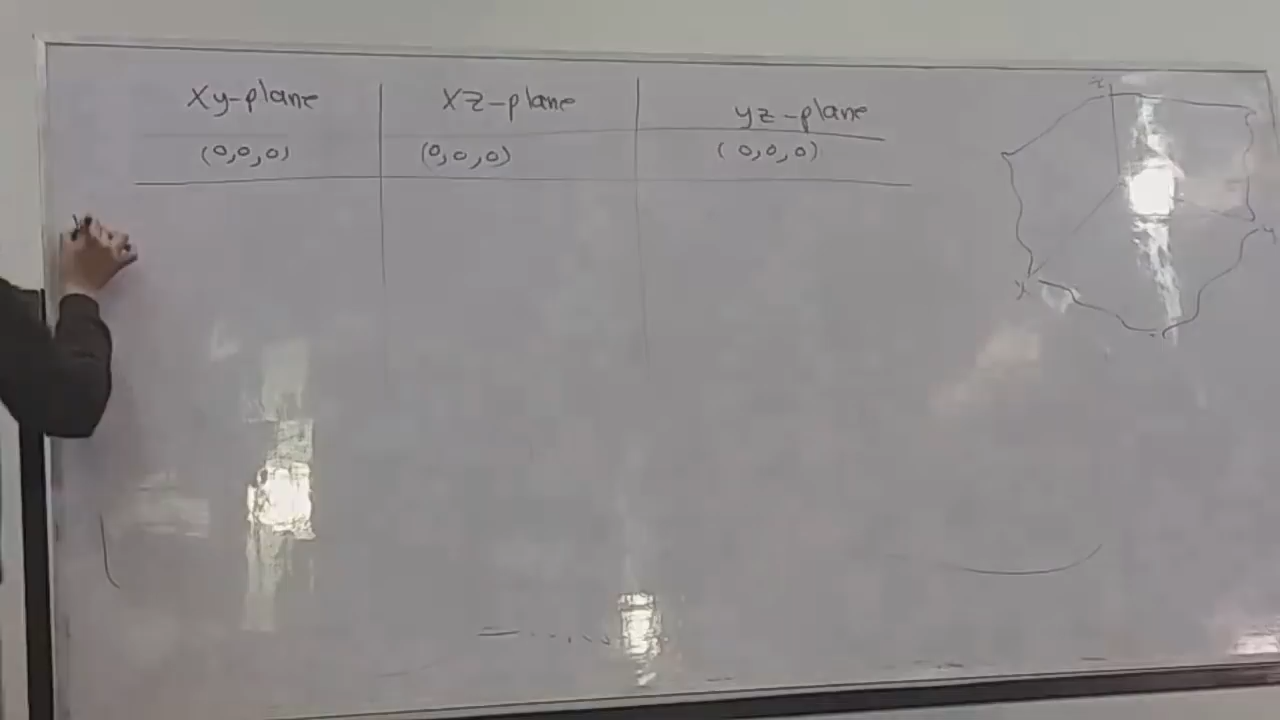 xy-plane xz-plane yz-plane
(0,0,0) (0,0,0) (0,0,0)
z
y
x